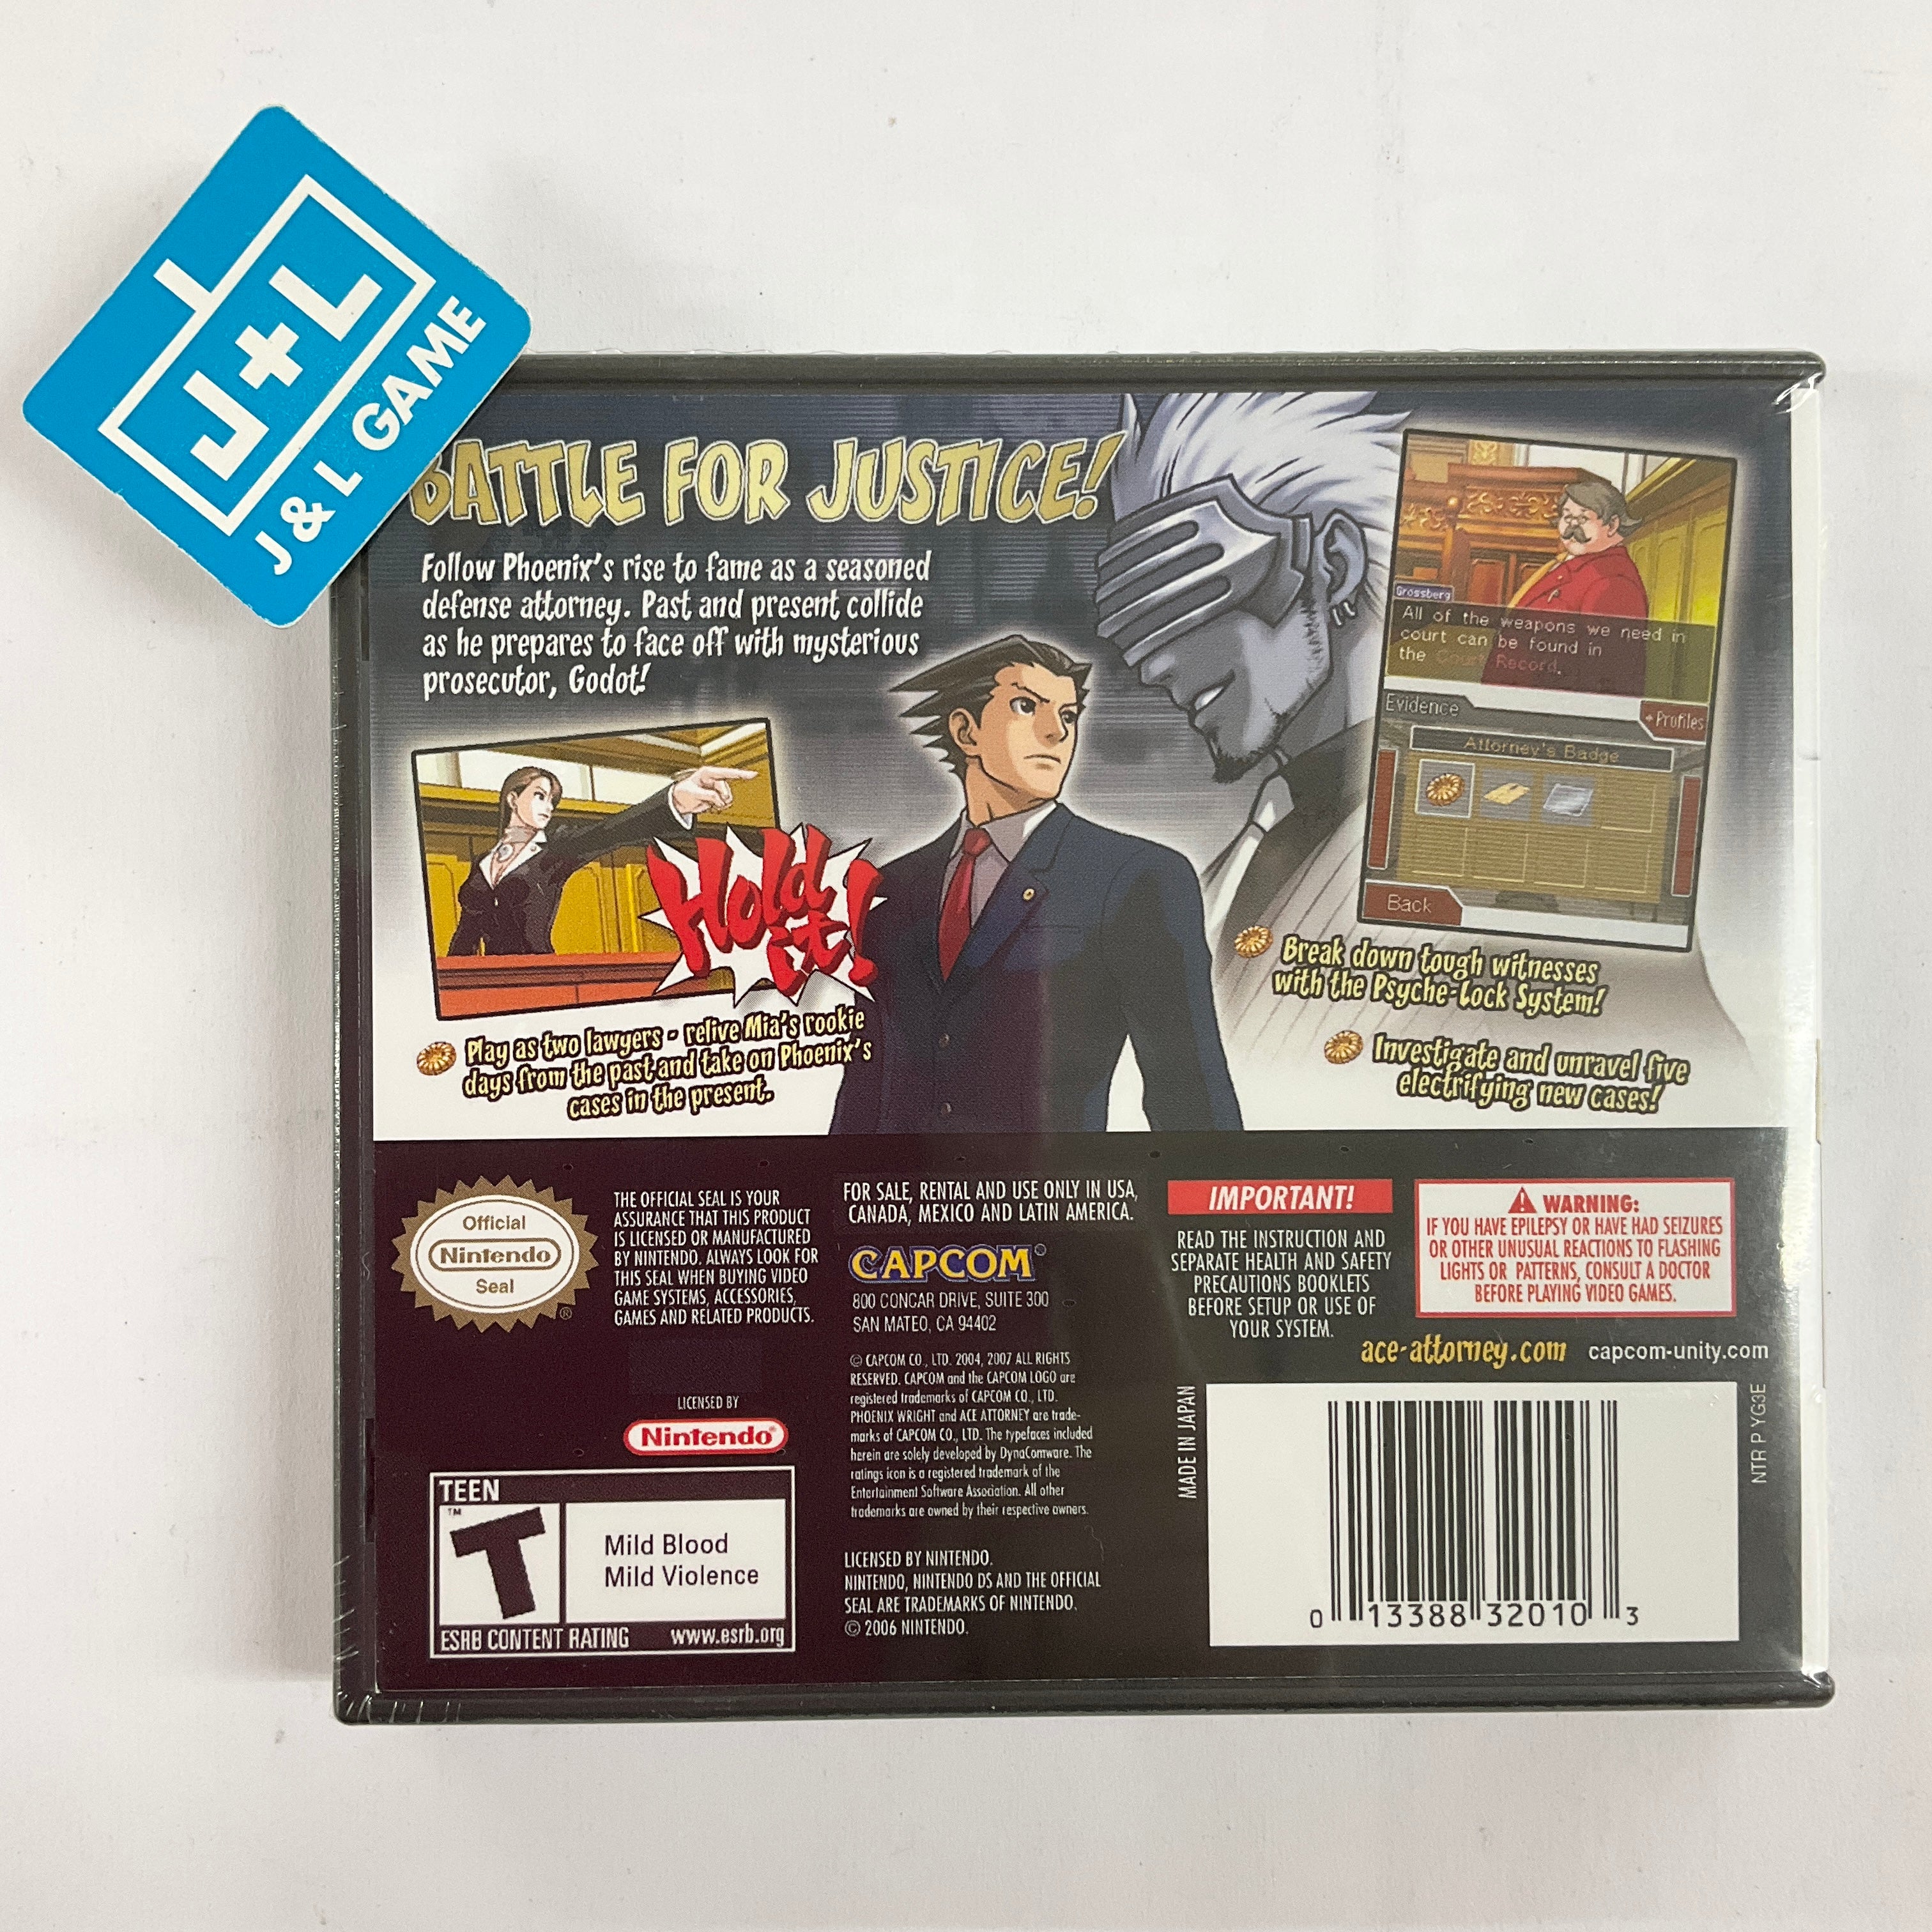 J+L
J&L GAME
BATTLE FOR JUSTICE!
Follow Phoenix's rise to fame as a seasoned
defense attorney. Past and present collide
as he prepares to face off with mysterious
prosecutor, Godot!
Hold
it!
Play as two lawyers - relive Mia's rookie
days from the past and take on Phoenix's
cases in the present.
Grossberg
All of the weapons we need in
court can be found in
the Court Record.
Evidence
Profiles
Attorney's Badge
Back
Break down tough witnesses
with the Psyche-Lock System!
Investigate and unravel five
electrifying new cases!
Official
Nintendo
Seal
®
THE OFFICIAL SEAL IS YOUR
ASSURANCE THAT THIS PRODUCT
IS LICENSED OR MANUFACTURED
BY NINTENDO. ALWAYS LOOK FOR
THIS SEAL WHEN BUYING VIDEO
GAME SYSTEMS, ACCESSORIES,
GAMES AND RELATED PRODUCTS.
LICENSED BY
Nintendo®
TEEN
T
™
Mild Blood
Mild Violence
ESRB CONTENT RATING www.esrb.org
FOR SALE, RENTAL AND USE ONLY IN USA,
CANADA, MEXICO AND LATIN AMERICA.
CAPCOM®
800 CONCAR DRIVE, SUITE 300
SAN MATEO, CA 94402
© CAPCOM CO., LTD. 2004, 2007 ALL RIGHTS
RESERVED. CAPCOM and the CAPCOM LOGO are
registered trademarks of CAPCOM CO., LTD.
PHOENIX WRIGHT and ACE ATTORNEY are trade-
marks of CAPCOM CO., LTD. The typefaces included
herein are solely developed by DynaComware. The
ratings icon is a registered trademark of the
Entertainment Software Association. All other
trademarks are owned by their respective owners.
LICENSED BY NINTENDO.
NINTENDO, NINTENDO DS AND THE OFFICIAL
SEAL ARE TRADEMARKS OF NINTENDO.
© 2006 NINTENDO.
IMPORTANT!
READ THE INSTRUCTION AND
SEPARATE HEALTH AND SAFETY
PRECAUTIONS BOOKLETS
BEFORE SETUP OR USE OF
YOUR SYSTEM.
WARNING:
IF YOU HAVE EPILEPSY OR HAVE HAD SEIZURES
OR OTHER UNUSUAL REACTIONS TO FLASHING
LIGHTS OR PATTERNS, CONSULT A DOCTOR
BEFORE PLAYING VIDEO GAMES.
ace-attorney.com capcom-unity.com
MADE IN JAPAN
0 13388 32010 3
NTR P YG3E